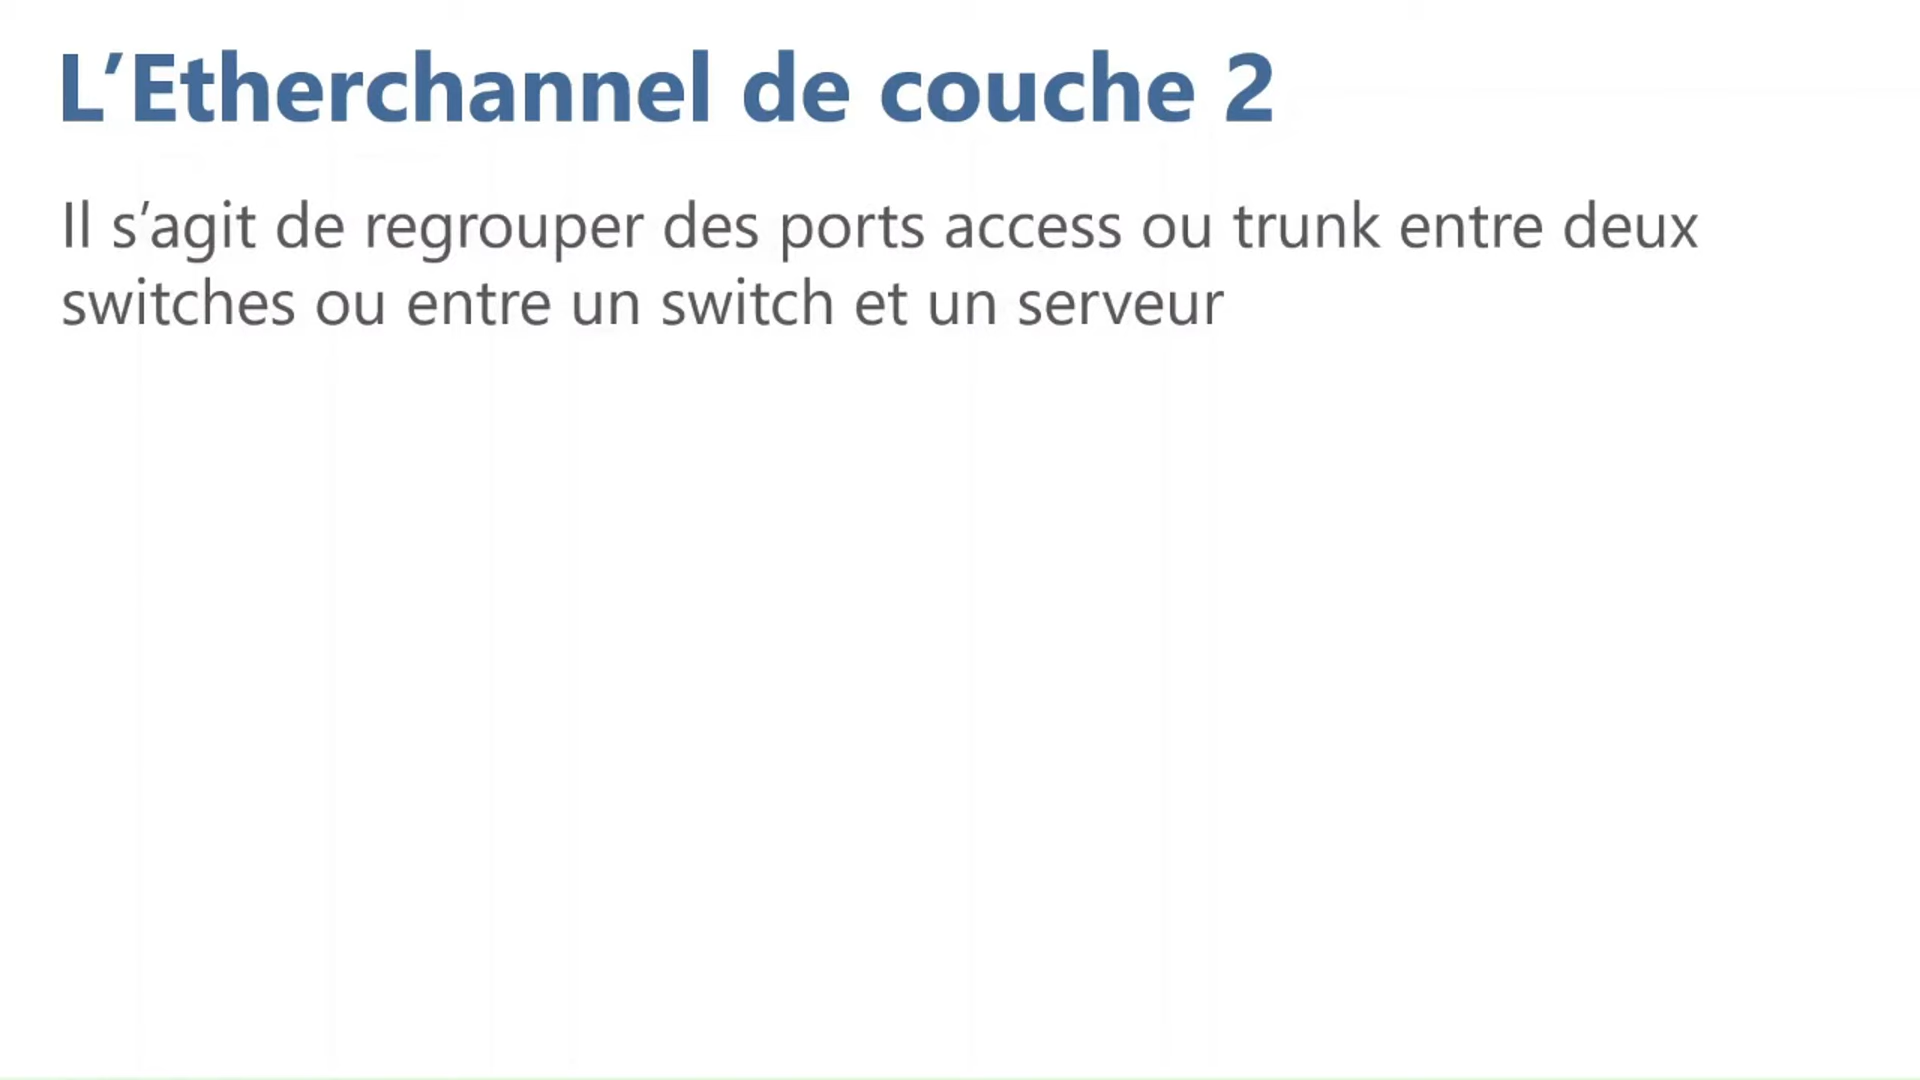 L’Etherchannel de couche 2
Il s’agit de regrouper des ports access ou trunk entre deux
switches ou entre un switch et un serveur